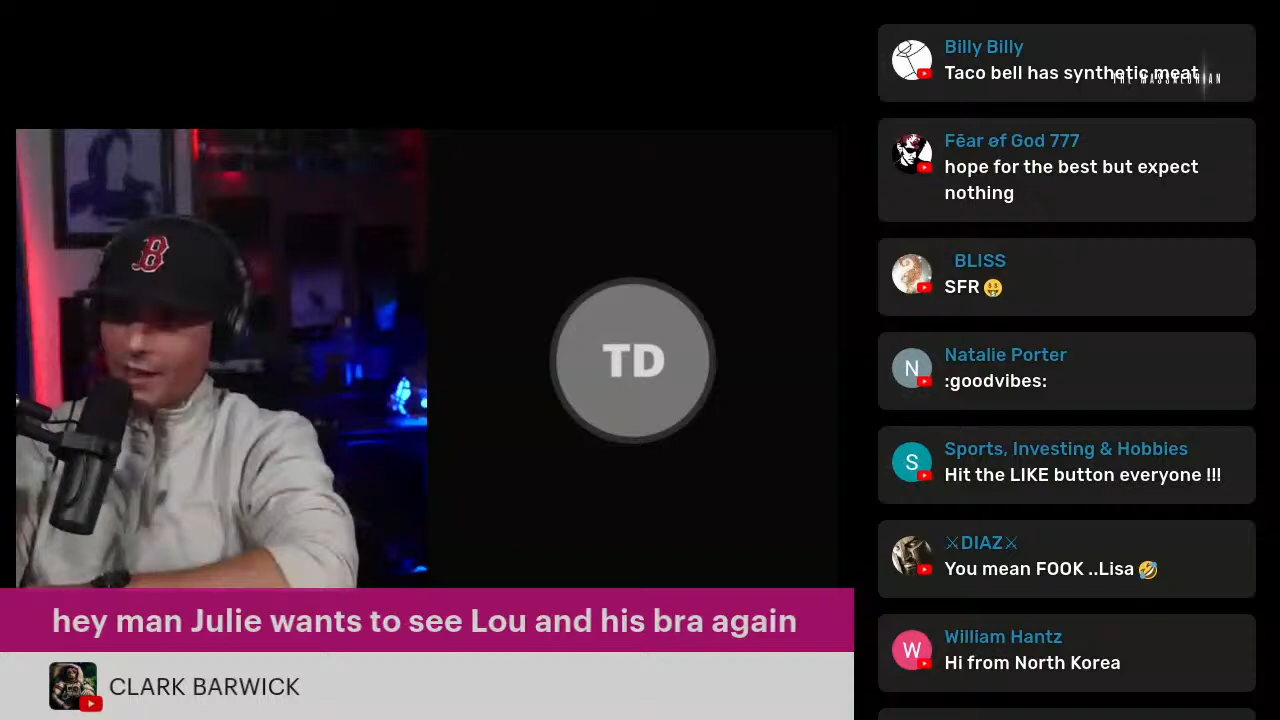 B
TD
hey man Julie wants to see Lou and his bra again
CLARK BARWICK
Billy Billy
Taco bell has synthetic meat
Fēar øf God 777
hope for the best but expect
nothing
BLISS
SFR 🤑
N
Natalie Porter
:goodvibes:
S
Sports, Investing & Hobbies
Hit the LIKE button everyone !!!
⚔DIAZ⚔
You mean FOOK ..Lisa 🤣
W
William Hantz
Hi from North Korea